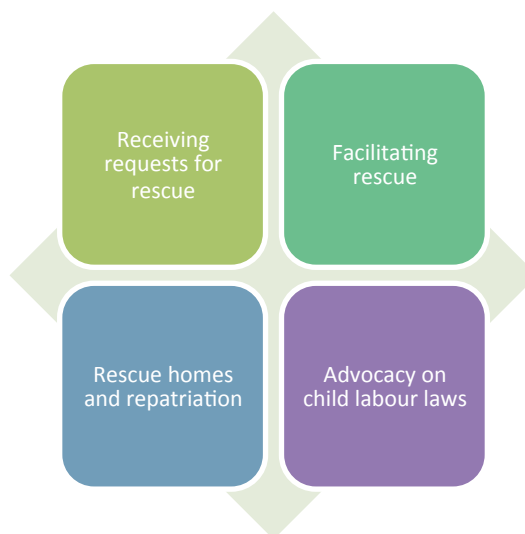 Receiving
requests for
rescue
Facilitating
rescue
Rescue homes
and repatriation
Advocacy on
child labour laws